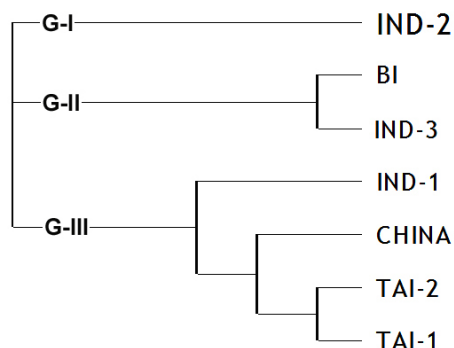 G-I IND-2
BI
G-II
IND-3
IND-1
G-III
CHINA
TAI-2
TAI-1